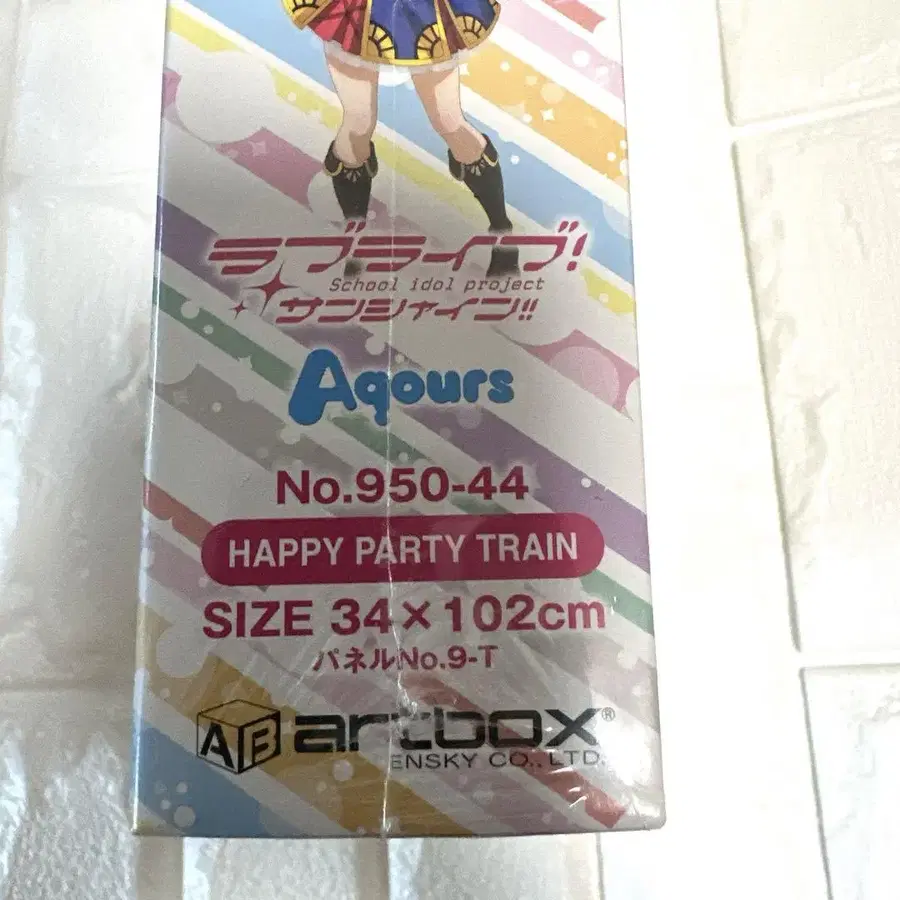 ラブライブ!
School idol project
サンシャイン!!
Aqours
No.950-44
HAPPY PARTY TRAIN
SIZE 34×102cm
パネルNo.9-T
AB artbox®
ENSKY CO., LTD.